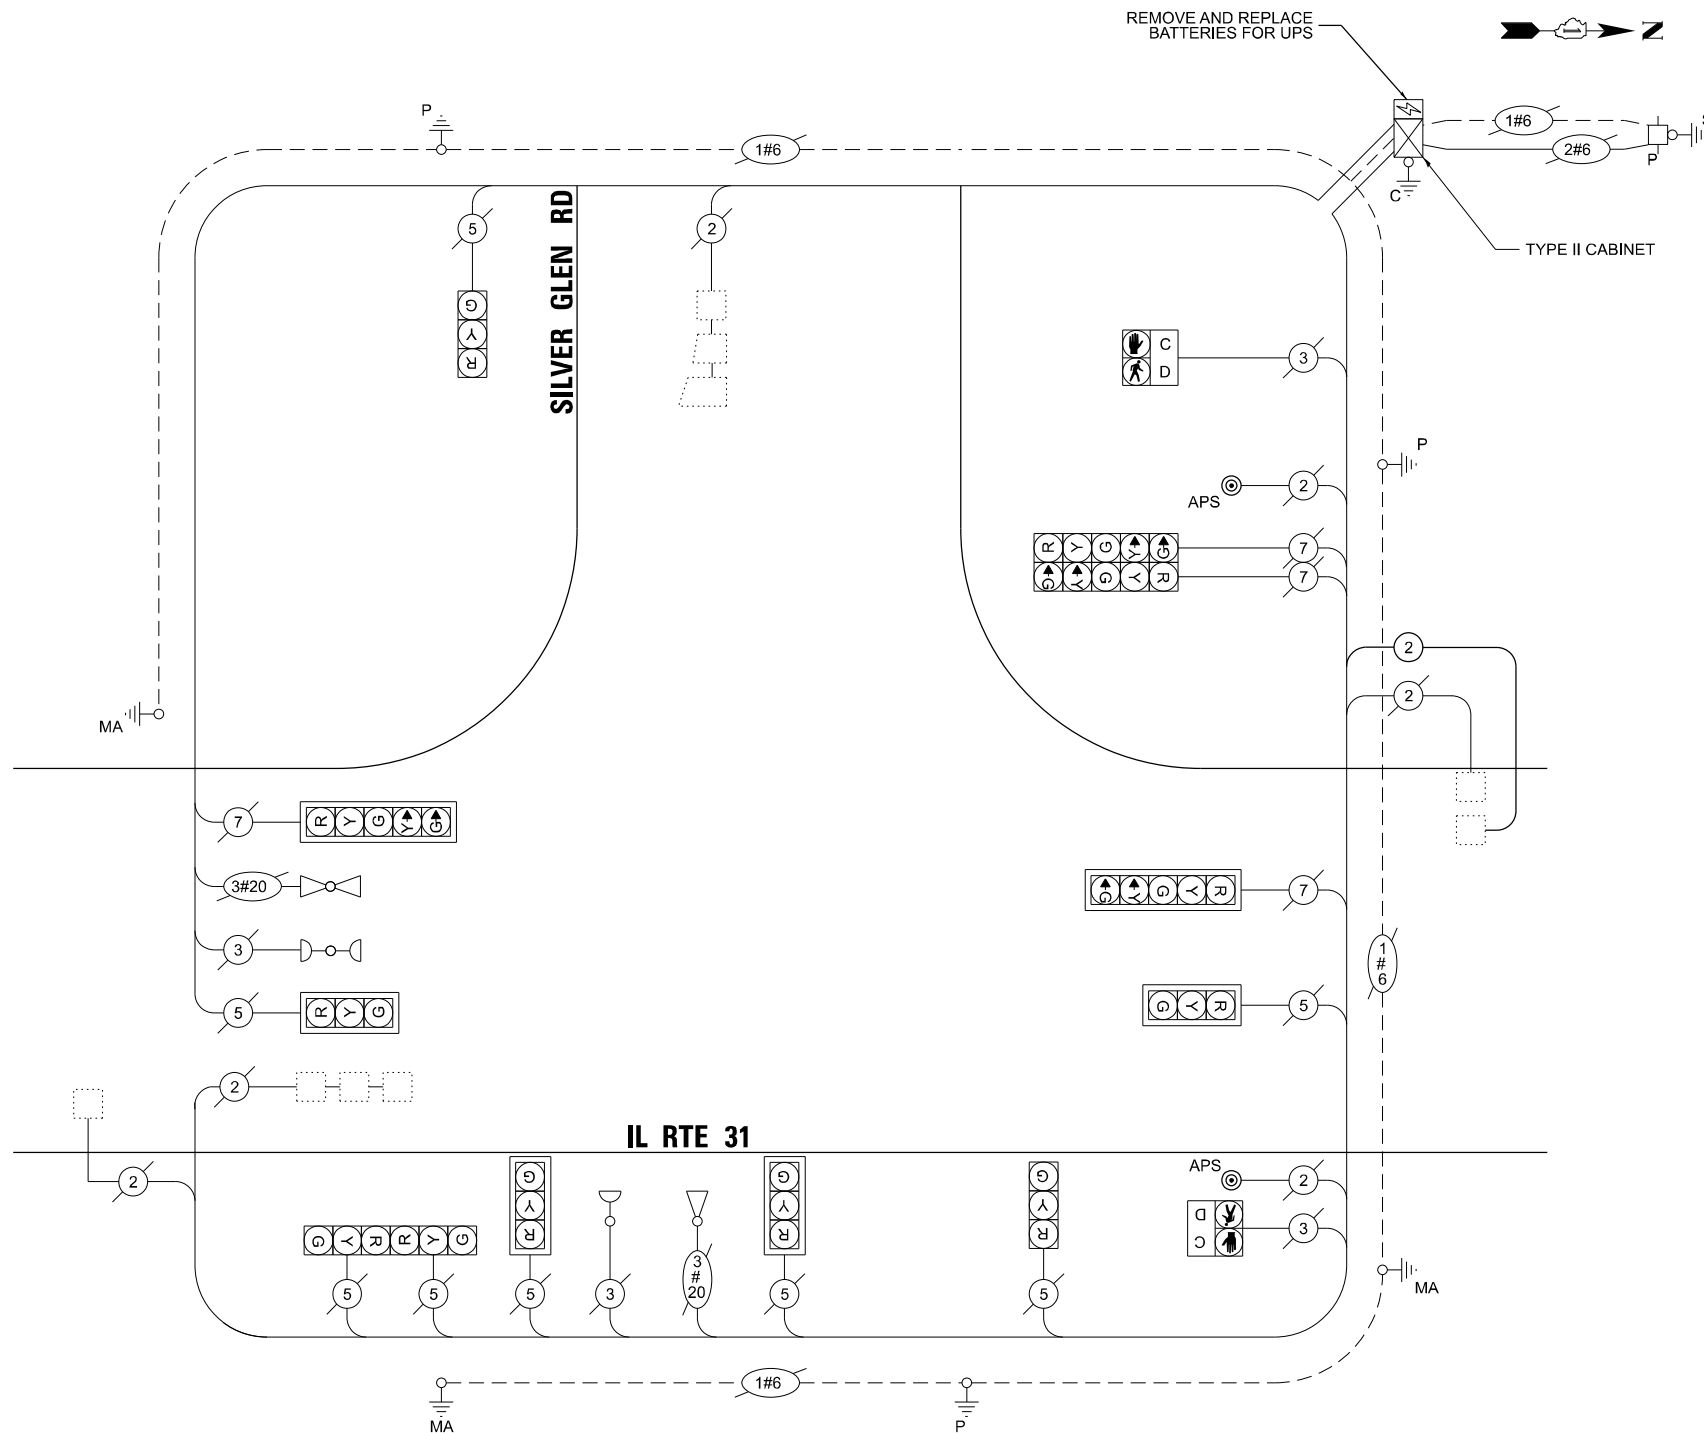 REMOVE AND REPLACE
BATTERIES FOR UPS
N
P
1#6
1#6
2#6
P
C
TYPE II CABINET
5
2
SILVER GLEN RD
G
Y
R
C
D
3
P
APS
2
R Y G Y G
7
G Y G Y R
7
2
2
MA
7
R Y G Y G
3#20
G Y G Y R
7
3
1
#
6
5
R Y G
G Y R
5
2
IL RTE 31
2
G
Y
R
G
Y
R
G
Y
R
APS
2
D
C
3
G Y R R Y G
5
5
5
3
3
#
20
5
5
MA
1#6
MA
P